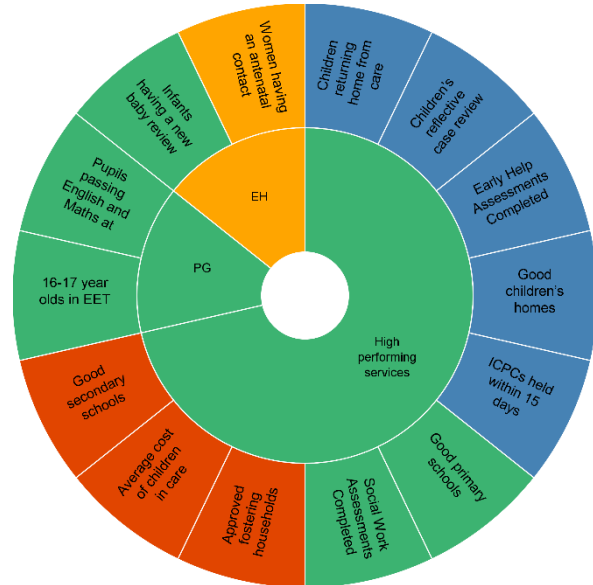 Women having
an antenatal
contact
Children
returning
home from
care
Children's
reflective
case review
Early Help
Assessments
Completed
Good
children's
homes
ICPCs held
within 15
days
Good primary
schools
Social Work
Assessments
Completed
Approved
fostering
households
Average cost
of children
in care
Good
secondary
schools
16-17 year
olds in EET
Pupils
passing
English and
Maths at
Infants
having a new
baby review
EH
PG
High
performing
services